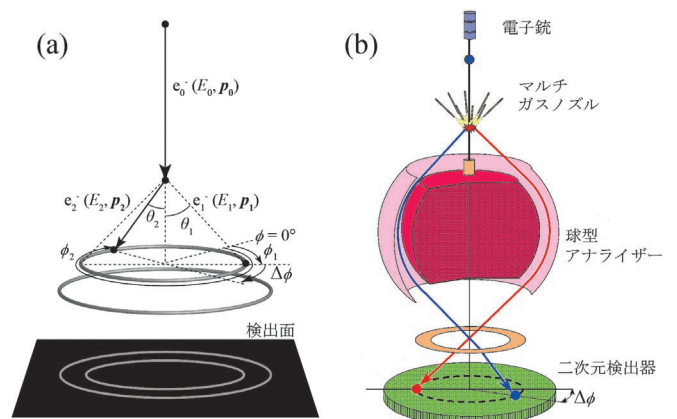 (a)
e₀⁻ (E₀, p₀)
e₂⁻ (E₂, p₂)
e₁⁻ (E₁, p₁)
θ₂
θ₁
ϕ = 0°
ϕ₂
ϕ₁
Δϕ
検出面
(b)
電子銃
マルチ
ガスノズル
球型
アナライザー
二次元検出器
Δϕ